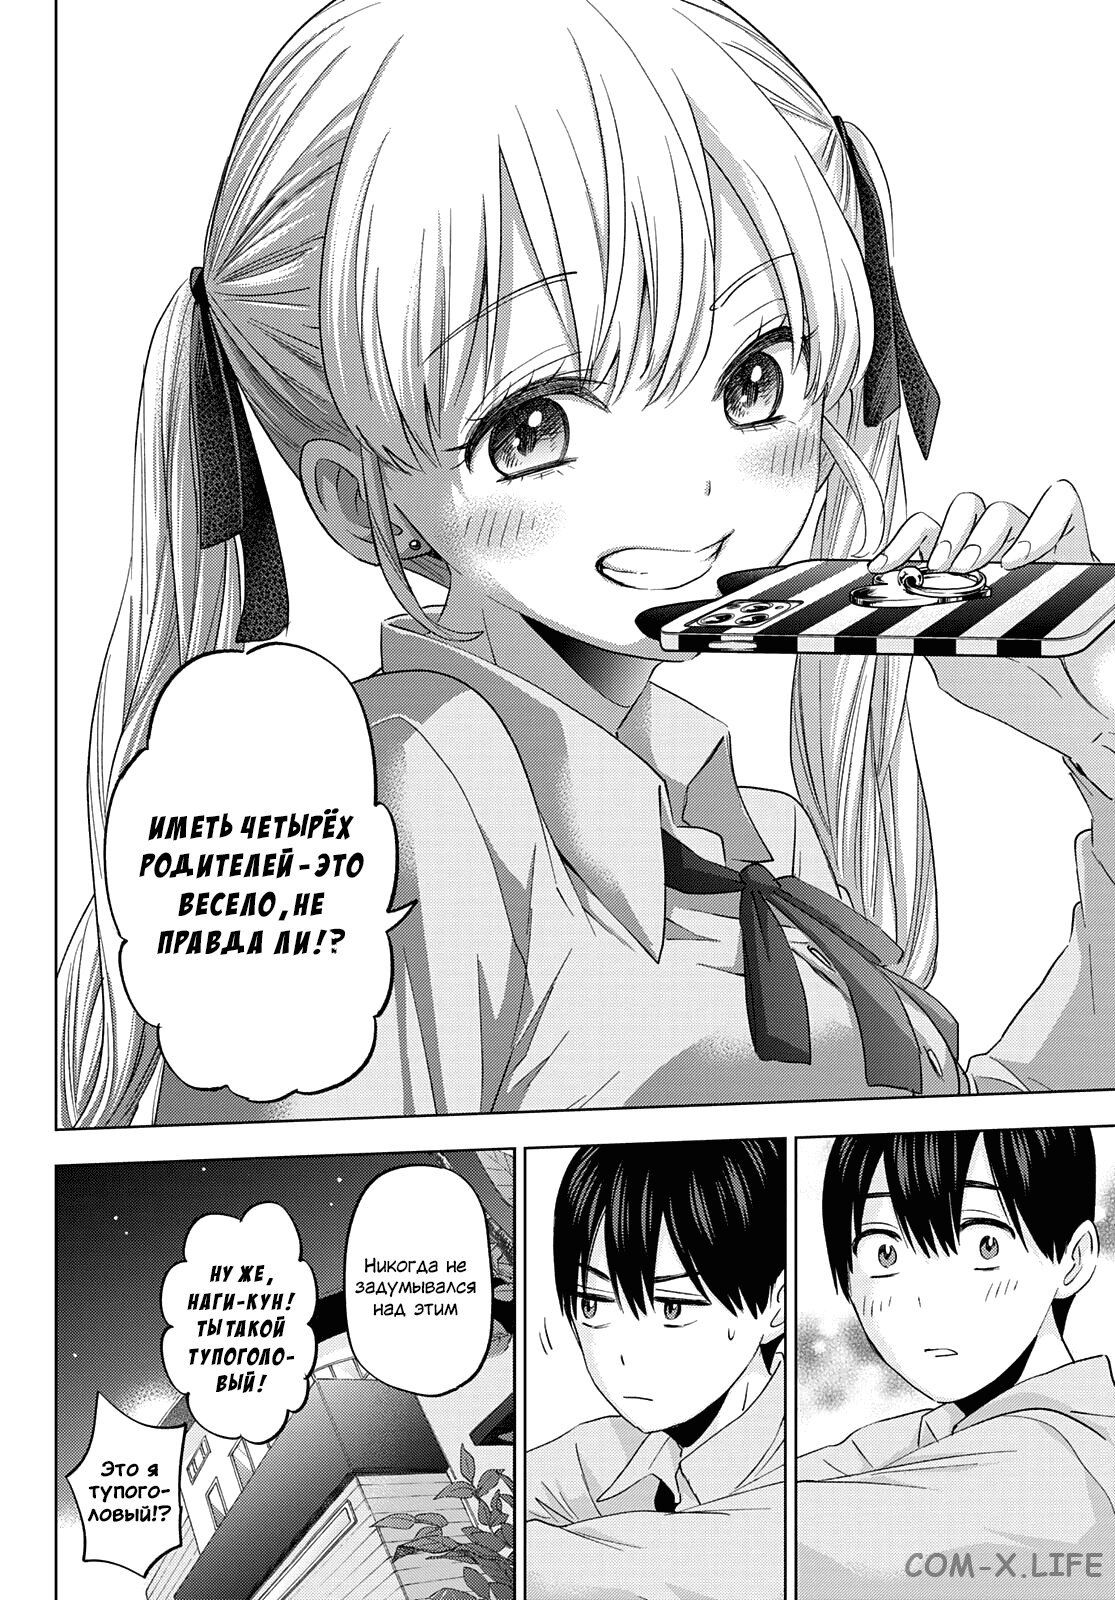 ИМЕТЬ ЧЕТЫРЁХ
РОДИТЕЛЕЙ - ЭТО
ВЕСЕЛО, НЕ
ПРАВДА ЛИ!?
Никогда не
задумывался
над этим
НУ ЖЕ,
НАГИ-КУН!
ТЫ ТАКОЙ
ТУПОГОЛО-
ВЫЙ!
Это я
тупого-
ловый!?
COM-X.LIFE